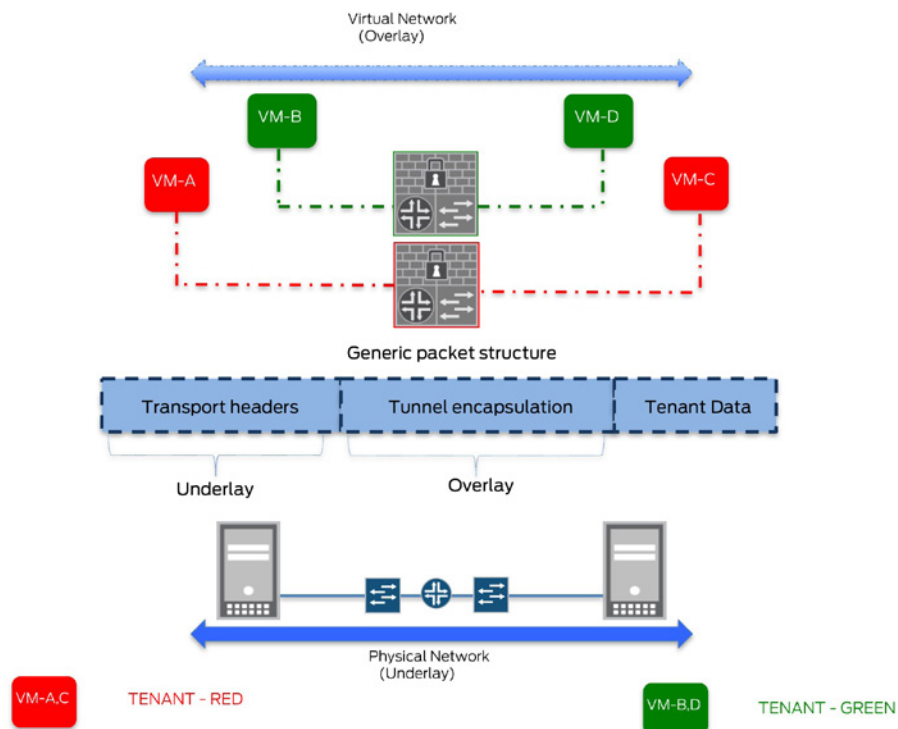 Virtual Network
(Overlay)
VM-B
VM-D
VM-A
VM-C
Generic packet structure
Transport headers
Tunnel encapsulation
Tenant Data
Underlay
Overlay
Physical Network
(Underlay)
VM-A,C
TENANT - RED
VM-B,D
TENANT - GREEN